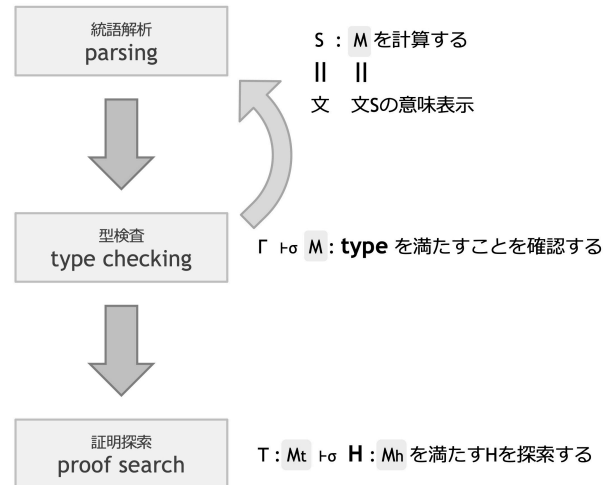 統語解析
parsing
S : M を計算する
|| ||
文 文Sの意味表示
型検査
type checking
Γ ⊢σ M : type を満たすことを確認する
証明探索
proof search
T : Mt ⊢σ H : Mh を満たすHを探索する